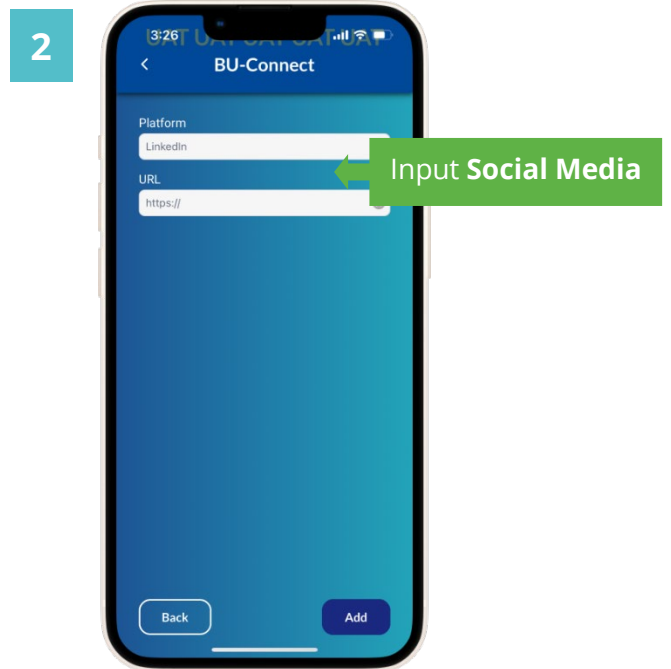 2
3:26
UAT UAT UAT UAT UAT
BU-Connect
Platform
LinkedIn
Input Social Media
URL
https://
Back
Add